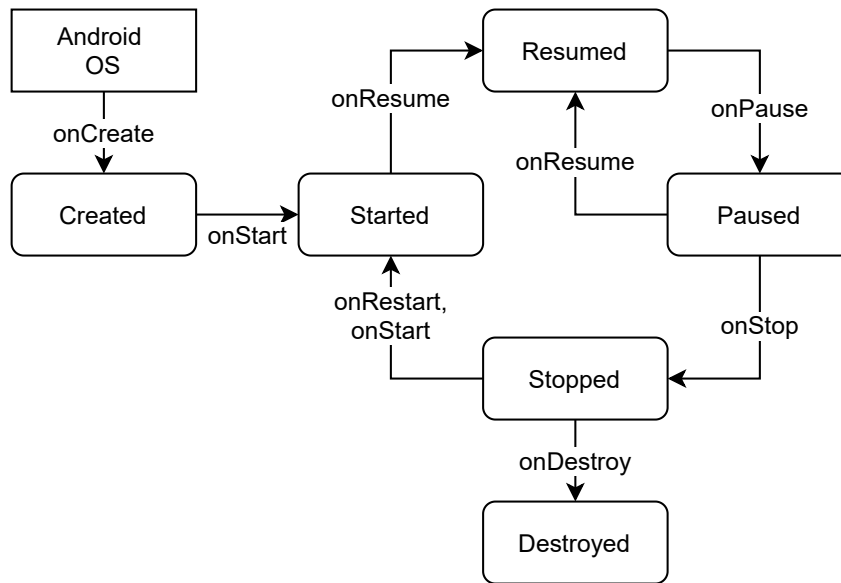 Android
OS
Resumed
onResume
onPause
onCreate
onResume
Created
Started
Paused
onStart
onRestart,
onStart
onStop
Stopped
onDestroy
Destroyed